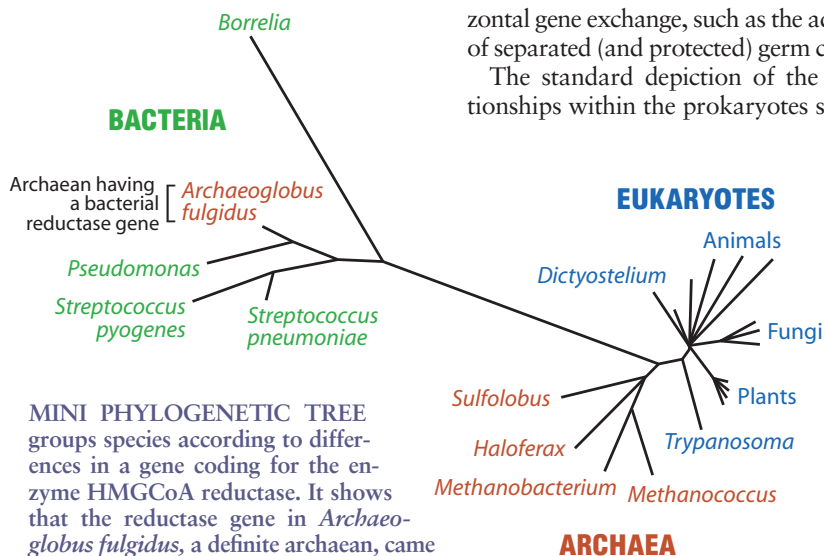 zontal gene exchange, such as the
of separated (and protected) germ
The standard depiction of the
tionships within the prokaryotes
Borrelia
BACTERIA
Archaean having
a bacterial
reductase gene
Archaeoglobus
fulgidus
Pseudomonas
Streptococcus
pyogenes
Streptococcus
pneumoniae
EUKARYOTES
Animals
Dictyostelium
Fungi
Plants
Trypanosoma
Sulfolobus
Haloferax
Methanobacterium
Methanococcus
ARCHAEA
MINI PHYLOGENETIC TREE
groups species according to differ-
ences in a gene coding for the en-
zyme HMGCoA reductase. It shows
that the reductase gene in Archaeo-
globus fulgidus, a definite archaean, came